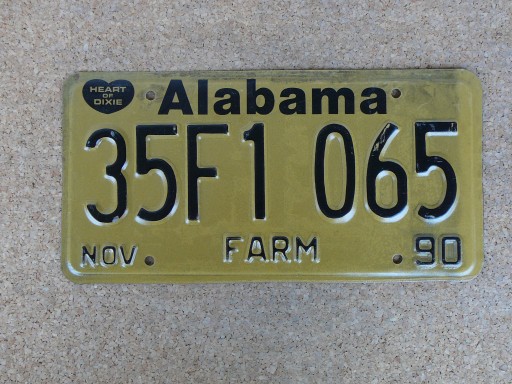 HEART
OF
DIXIE
Alabama
35F1 065
NOV FARM 90